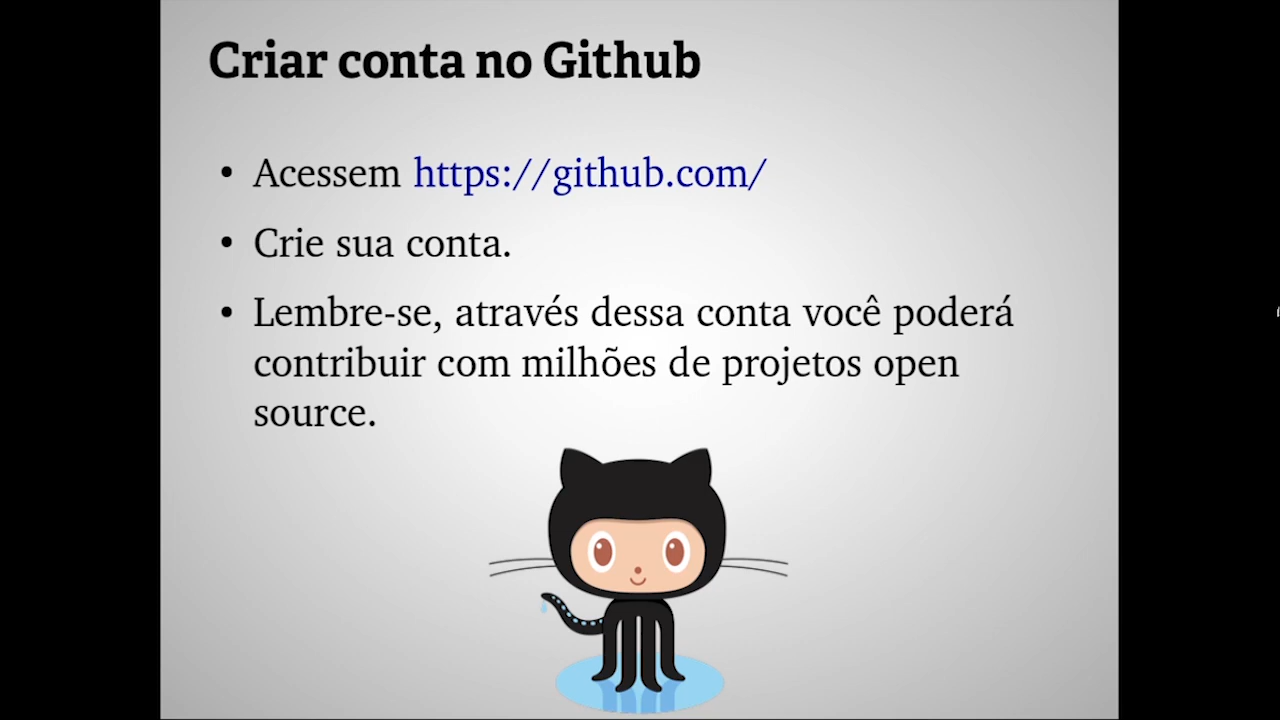 Criar conta no Github
• Acessem https://github.com/
• Crie sua conta.
• Lembre-se, através dessa conta você poderá
contribuir com milhões de projetos open
source.